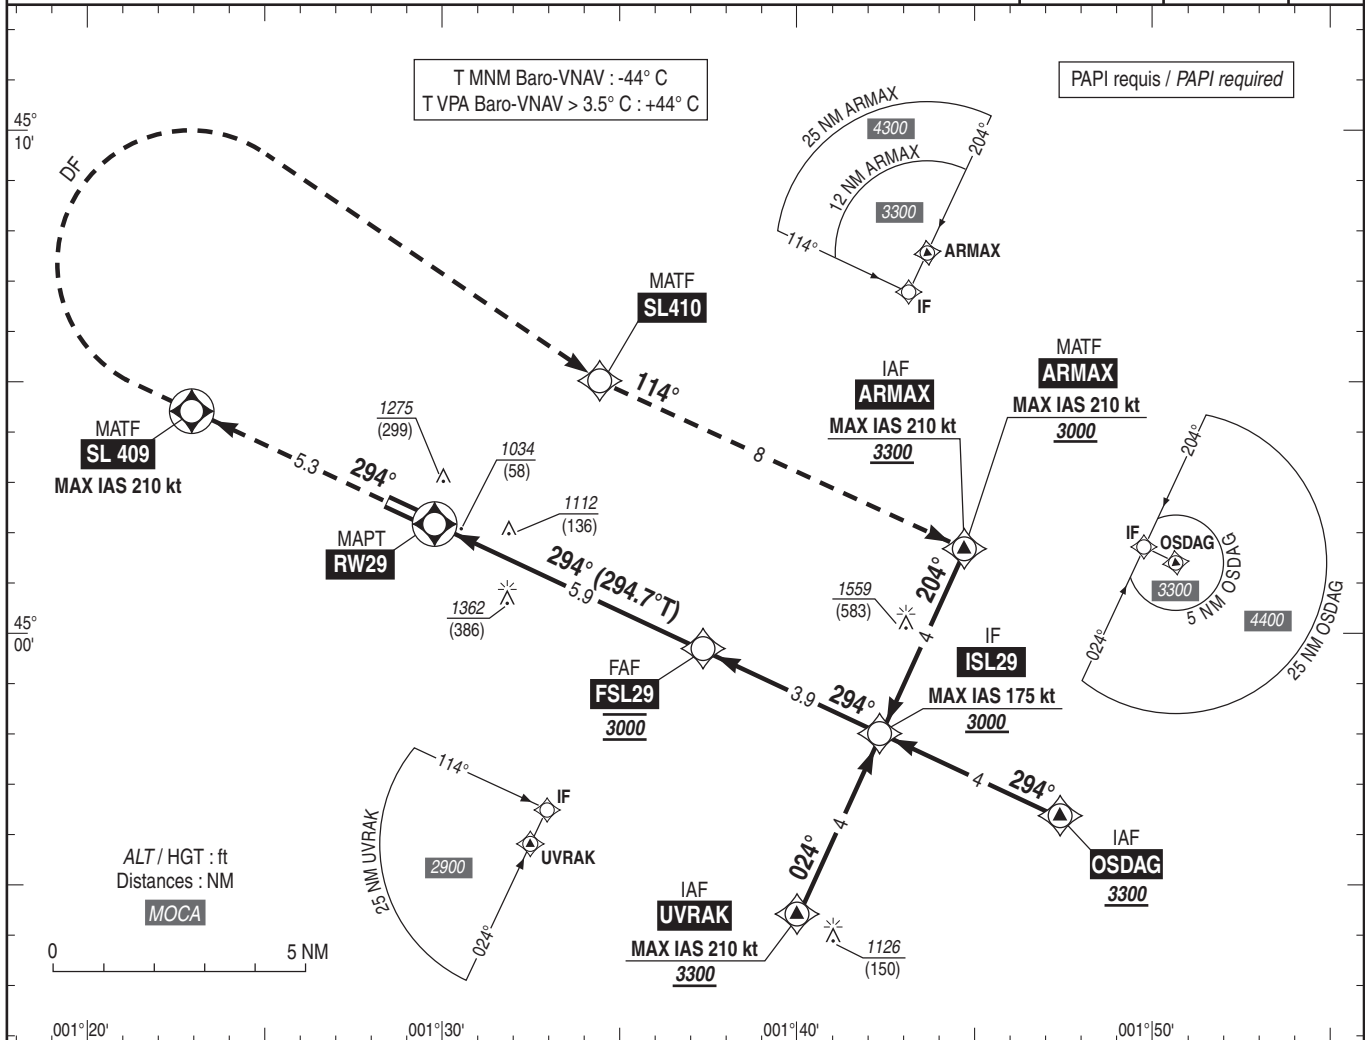 T MNM Baro-VNAV : -44° C
T VPA Baro-VNAV > 3.5° C : +44° C
PAPI requis / PAPI required
45°
10'
DF
25 NM ARMAX
4300
204°
12 NM ARMAX
3300
114°
ARMAX
IF
MATF
SL410
114°
8
IAF
ARMAX
MAX IAS 210 kt
3300
MATF
ARMAX
MAX IAS 210 kt
3000
MATF
SL 409
MAX IAS 210 kt
5.3
294°
1275
(299)
1034
(58)
1112
(136)
MAPT
RW29
294° (294.7°T)
5.9
1362
(386)
204°
IF
OSDAG
3300
5 NM OSDAG
4400
25 NM OSDAG
024°
45°
00'
1559
(583)
204°
4
IF
ISL29
MAX IAS 175 kt
3000
FAF
FSL29
3000
3.9
294°
4
294°
IAF
OSDAG
3300
4
024°
IAF
UVRAK
MAX IAS 210 kt
3300
1126
(150)
114°
IF
UVRAK
25 NM UVRAK
2900
024°
ALT / HGT : ft
Distances : NM
MOCA
0
5 NM
001°20'
001°30'
001°40'
001°50'